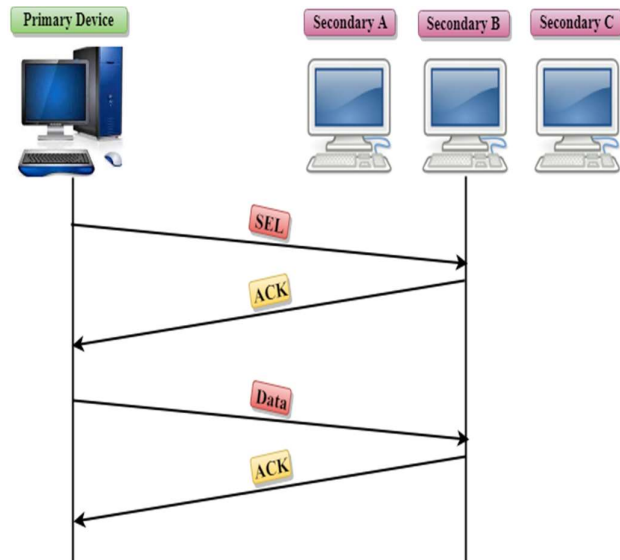 Primary Device
Secondary A
Secondary B
Secondary C
SEL
ACK
Data
ACK